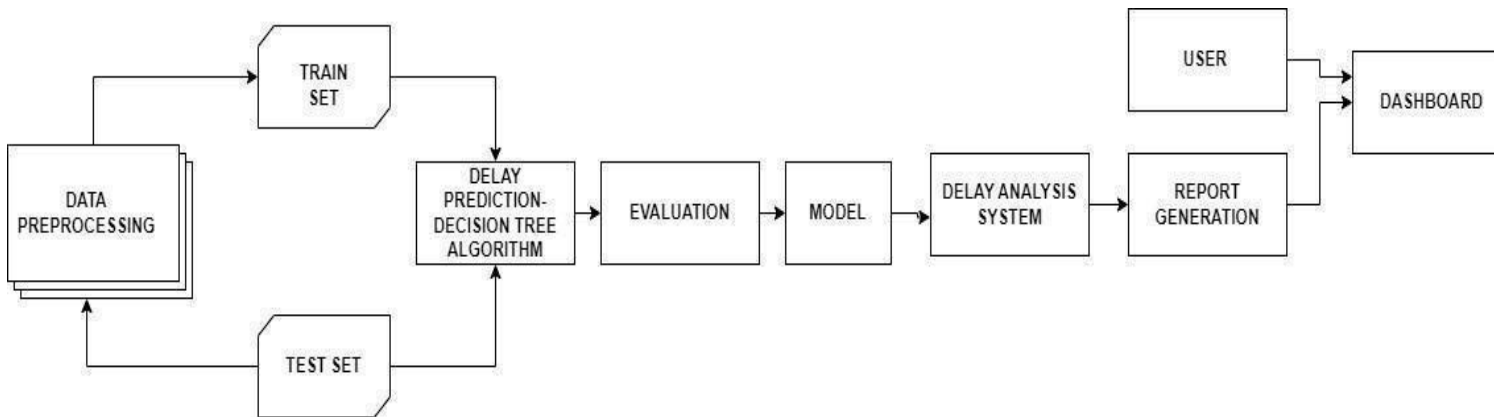 TRAIN
SET
USER
DASHBOARD
DATA
PREPROCESSING
DELAY
PREDICTION-
DECISION TREE
ALGORITHM
EVALUATION
MODEL
DELAY ANALYSIS
SYSTEM
REPORT
GENERATION
TEST SET